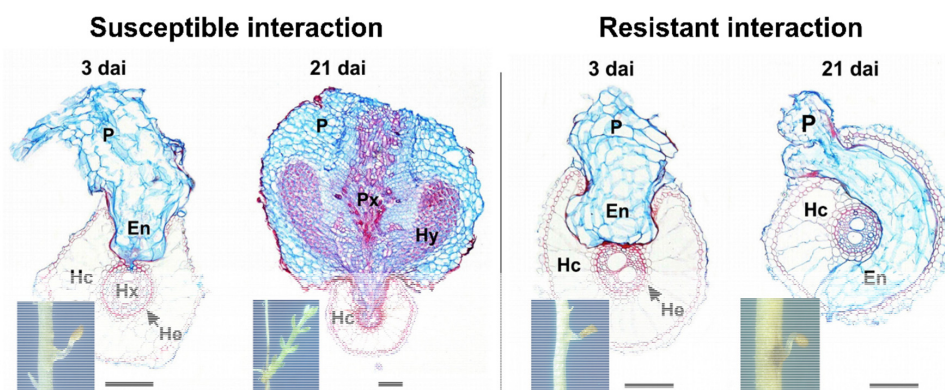 Susceptible interaction
Resistant interaction
3 dai
21 dai
3 dai
21 dai
P
P
P
P
Px
En
Hy
En
Hc
Hc
Hc
En
Hx
He
He
Hc